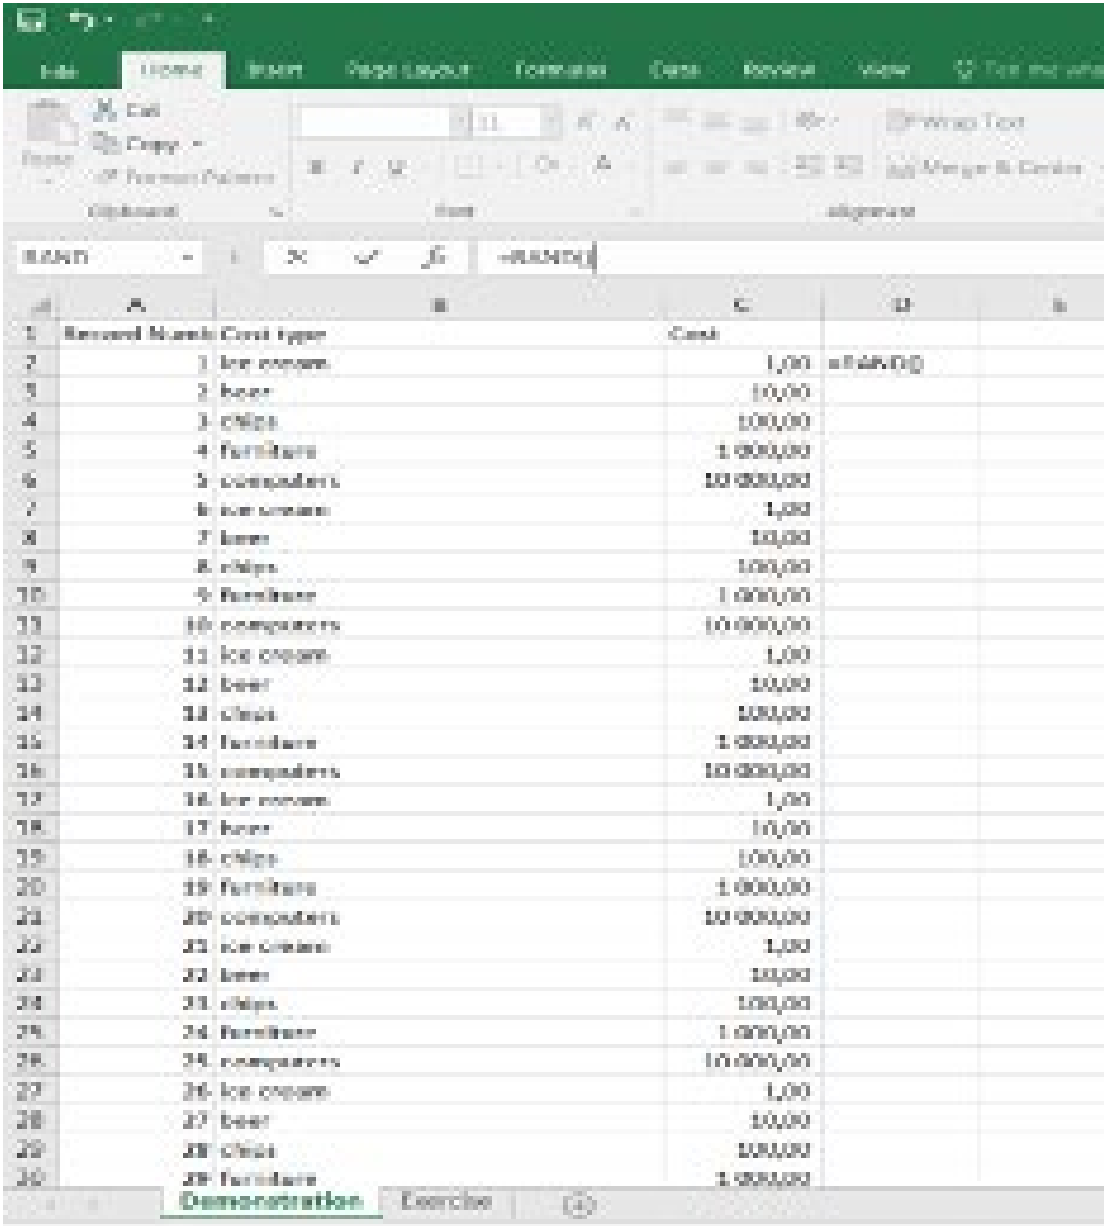 File Home Insert Page Layout Formulas Data Review View Tell me wha
Cut
Copy
Paste
Format Painter
11
B I U A
Wrap Text
Merge & Center
Clipboard Font Alignment
RAND fx =RAND()
A B C D E
1 Record Numb Cost type Cost
2 1 ice cream 1,00 =RAND()
3 2 beer 10,00
4 3 chips 100,00
5 4 furniture 1 000,00
6 5 computers 10 000,00
7 6 ice cream 1,00
8 7 beer 10,00
9 8 chips 100,00
10 9 furniture 1 000,00
11 10 computers 10 000,00
12 11 ice cream 1,00
13 12 beer 10,00
14 13 chips 100,00
15 14 furniture 1 000,00
16 15 computers 10 000,00
17 16 ice cream 1,00
18 17 beer 10,00
19 18 chips 100,00
20 19 furniture 1 000,00
21 20 computers 10 000,00
22 21 ice cream 1,00
23 22 beer 10,00
24 23 chips 100,00
25 24 furniture 1 000,00
26 25 computers 10 000,00
27 26 ice cream 1,00
28 27 beer 10,00
29 28 chips 100,00
30 29 furniture 1 000,00
Demonstration Exercise